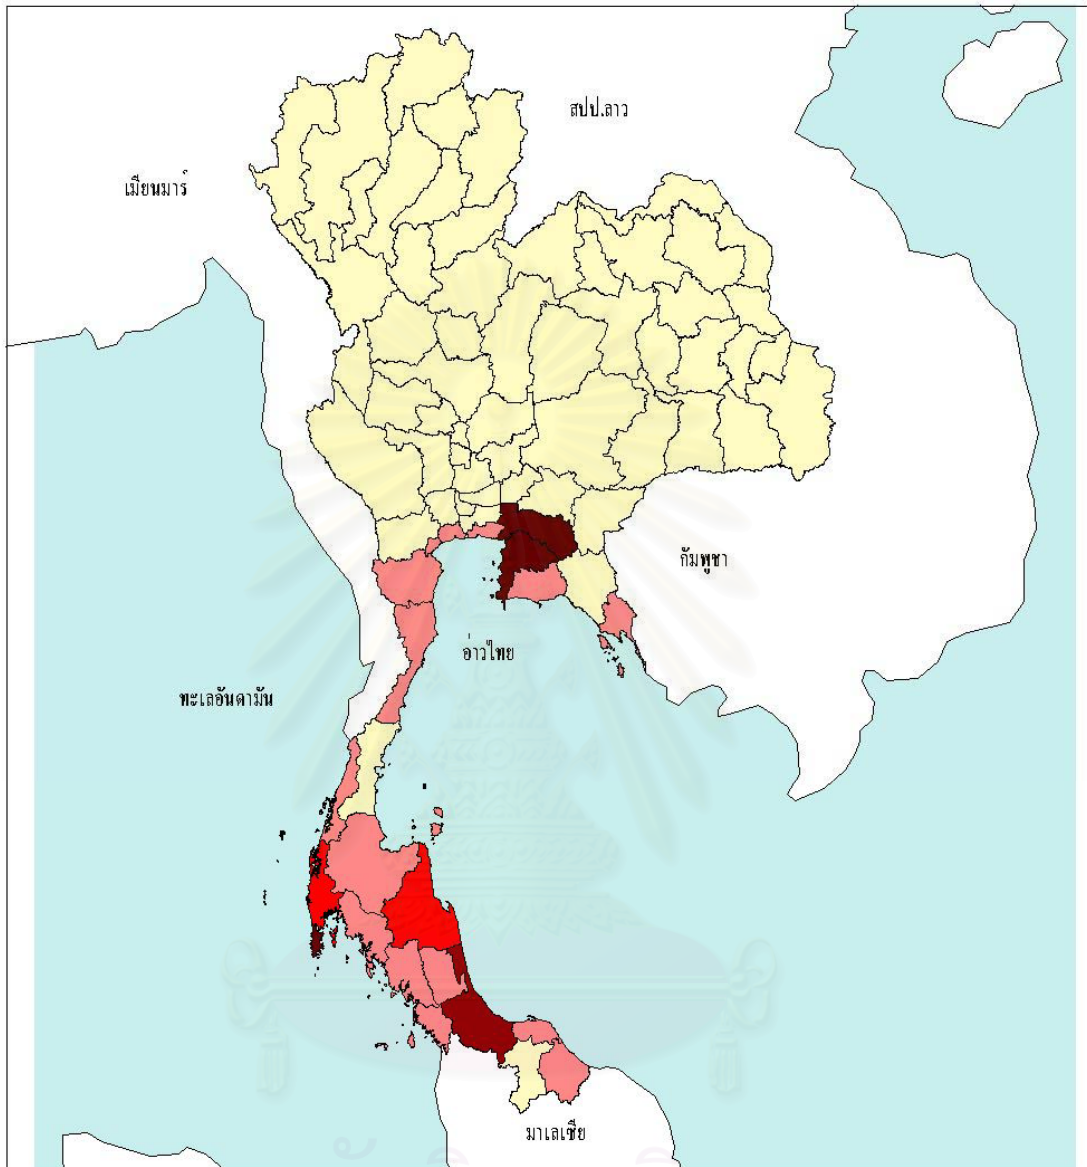 สปป.ลาว
เมียนมาร์
กัมพูชา
อ่าวไทย
ทะเลอันดามัน
มาเลเซีย